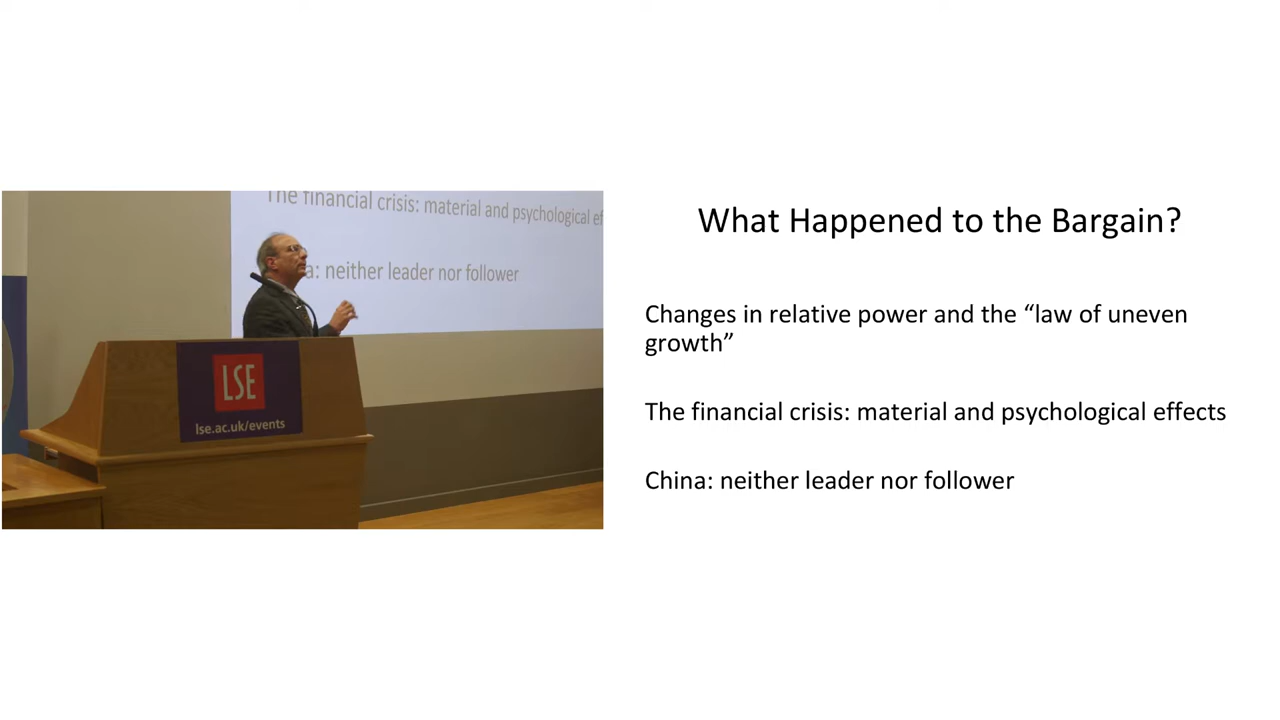 The financial crisis: material and psychological ef
a: neither leader nor follower
LSE
lse.ac.uk/events
What Happened to the Bargain?
Changes in relative power and the “law of uneven
growth”
The financial crisis: material and psychological effects
China: neither leader nor follower